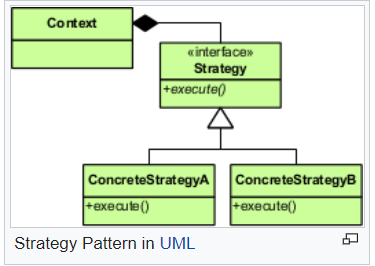 Context
«interface»
Strategy
+execute()
ConcreteStrategyA
+execute()
ConcreteStrategyB
+execute()
Strategy Pattern in UML